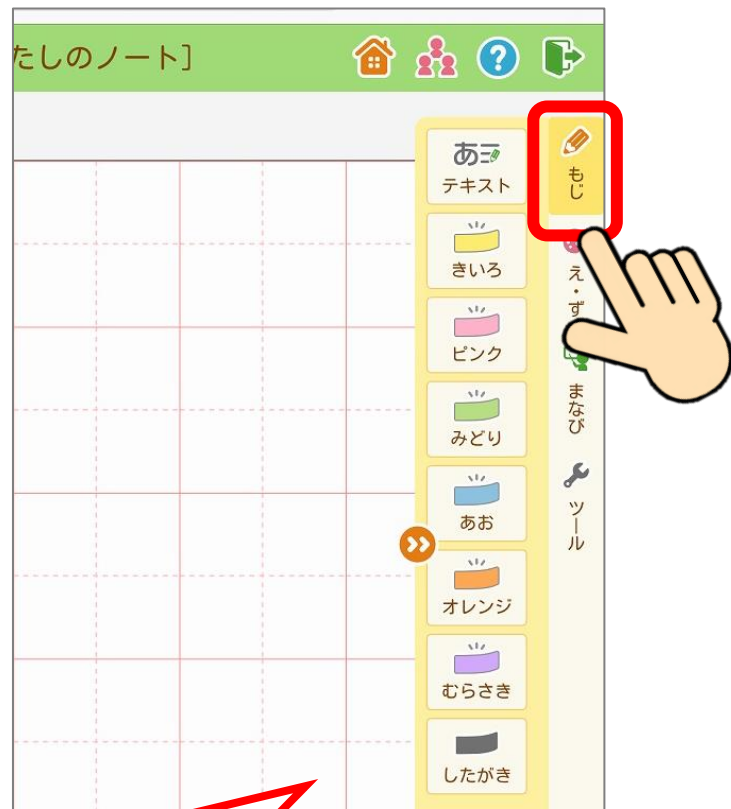 たしのノート]
?
あ
テキスト
きいろ
ピンク
みどり
あお
オレンジ
むらさき
したがき
もじ
え・ず
まなび
ツール